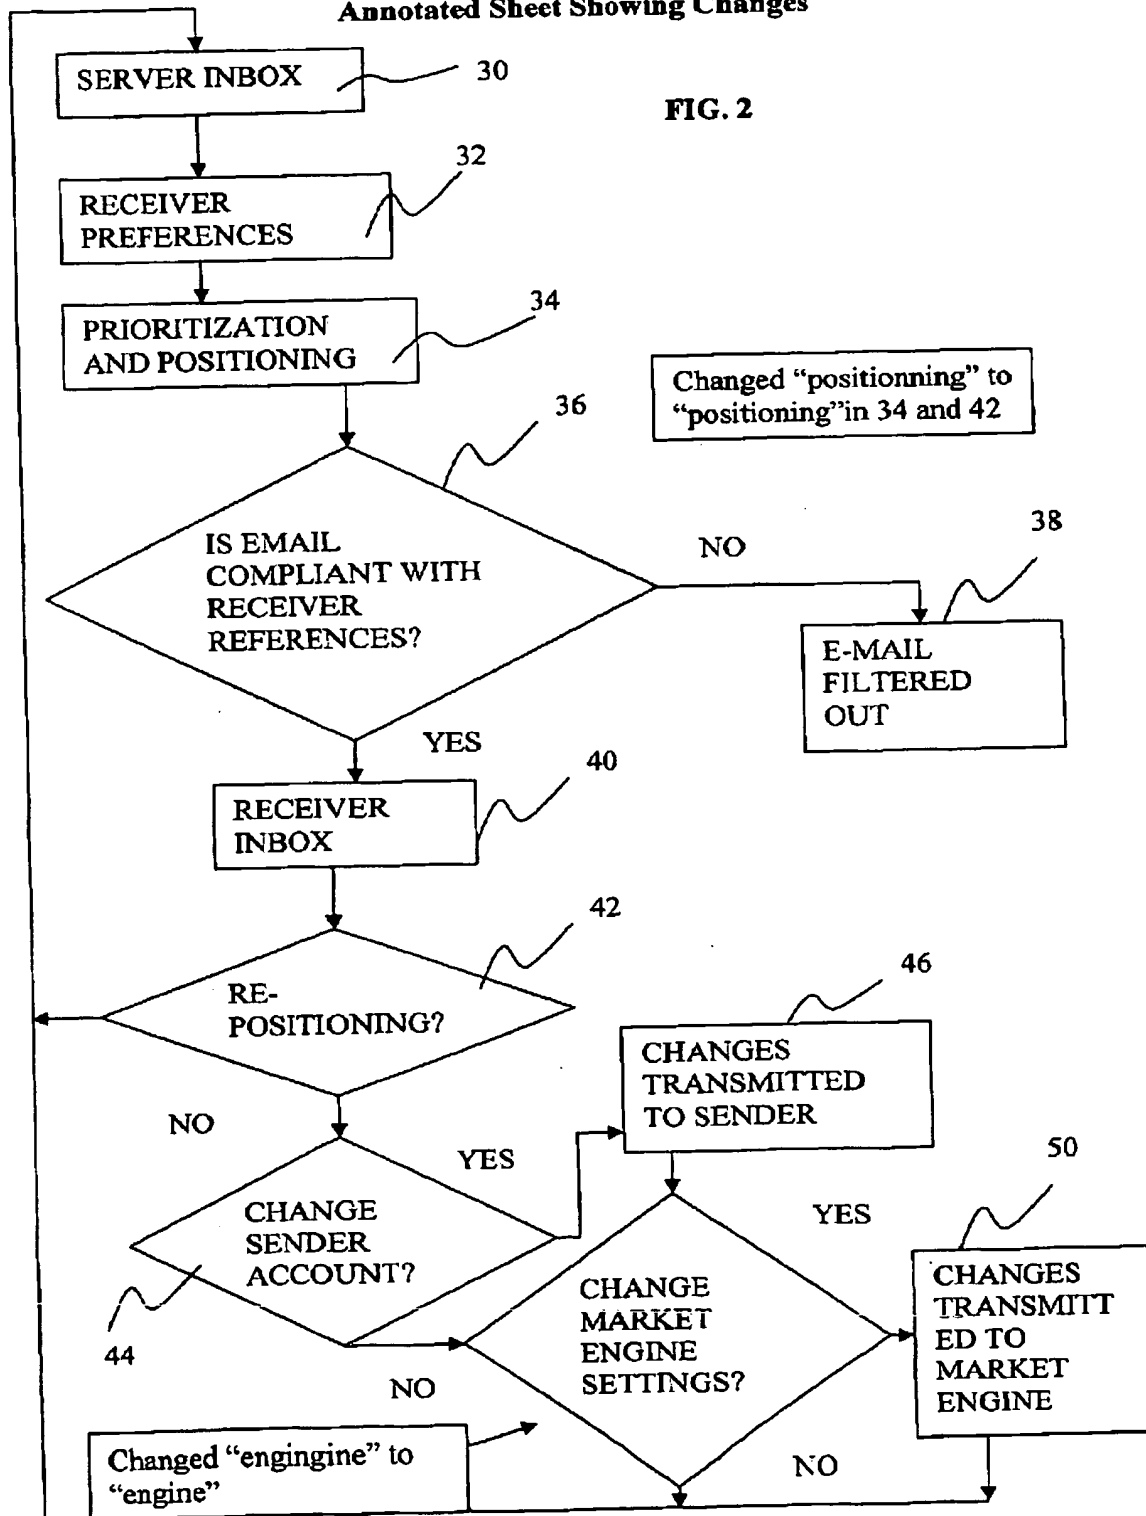 Annotated Sheet Showing Changes
SERVER INBOX
30
FIG. 2
32
RECEIVER
PREFERENCES
34
PRIORITIZATION
AND POSITIONING
Changed “positionning” to
“positioning”in 34 and 42
36
38
IS EMAIL
COMPLIANT WITH
RECEIVER
REFERENCES?
NO
E-MAIL
FILTERED
OUT
YES
40
RECEIVER
INBOX
42
RE-
POSITIONING?
46
CHANGES
TRANSMITTED
TO SENDER
NO
YES
50
YES
CHANGE
SENDER
ACCOUNT?
44
CHANGE
MARKET
ENGINE
SETTINGS?
CHANGES
TRANSMITT
ED TO
MARKET
ENGINE
NO
Changed “engingine” to
“engine”
NO